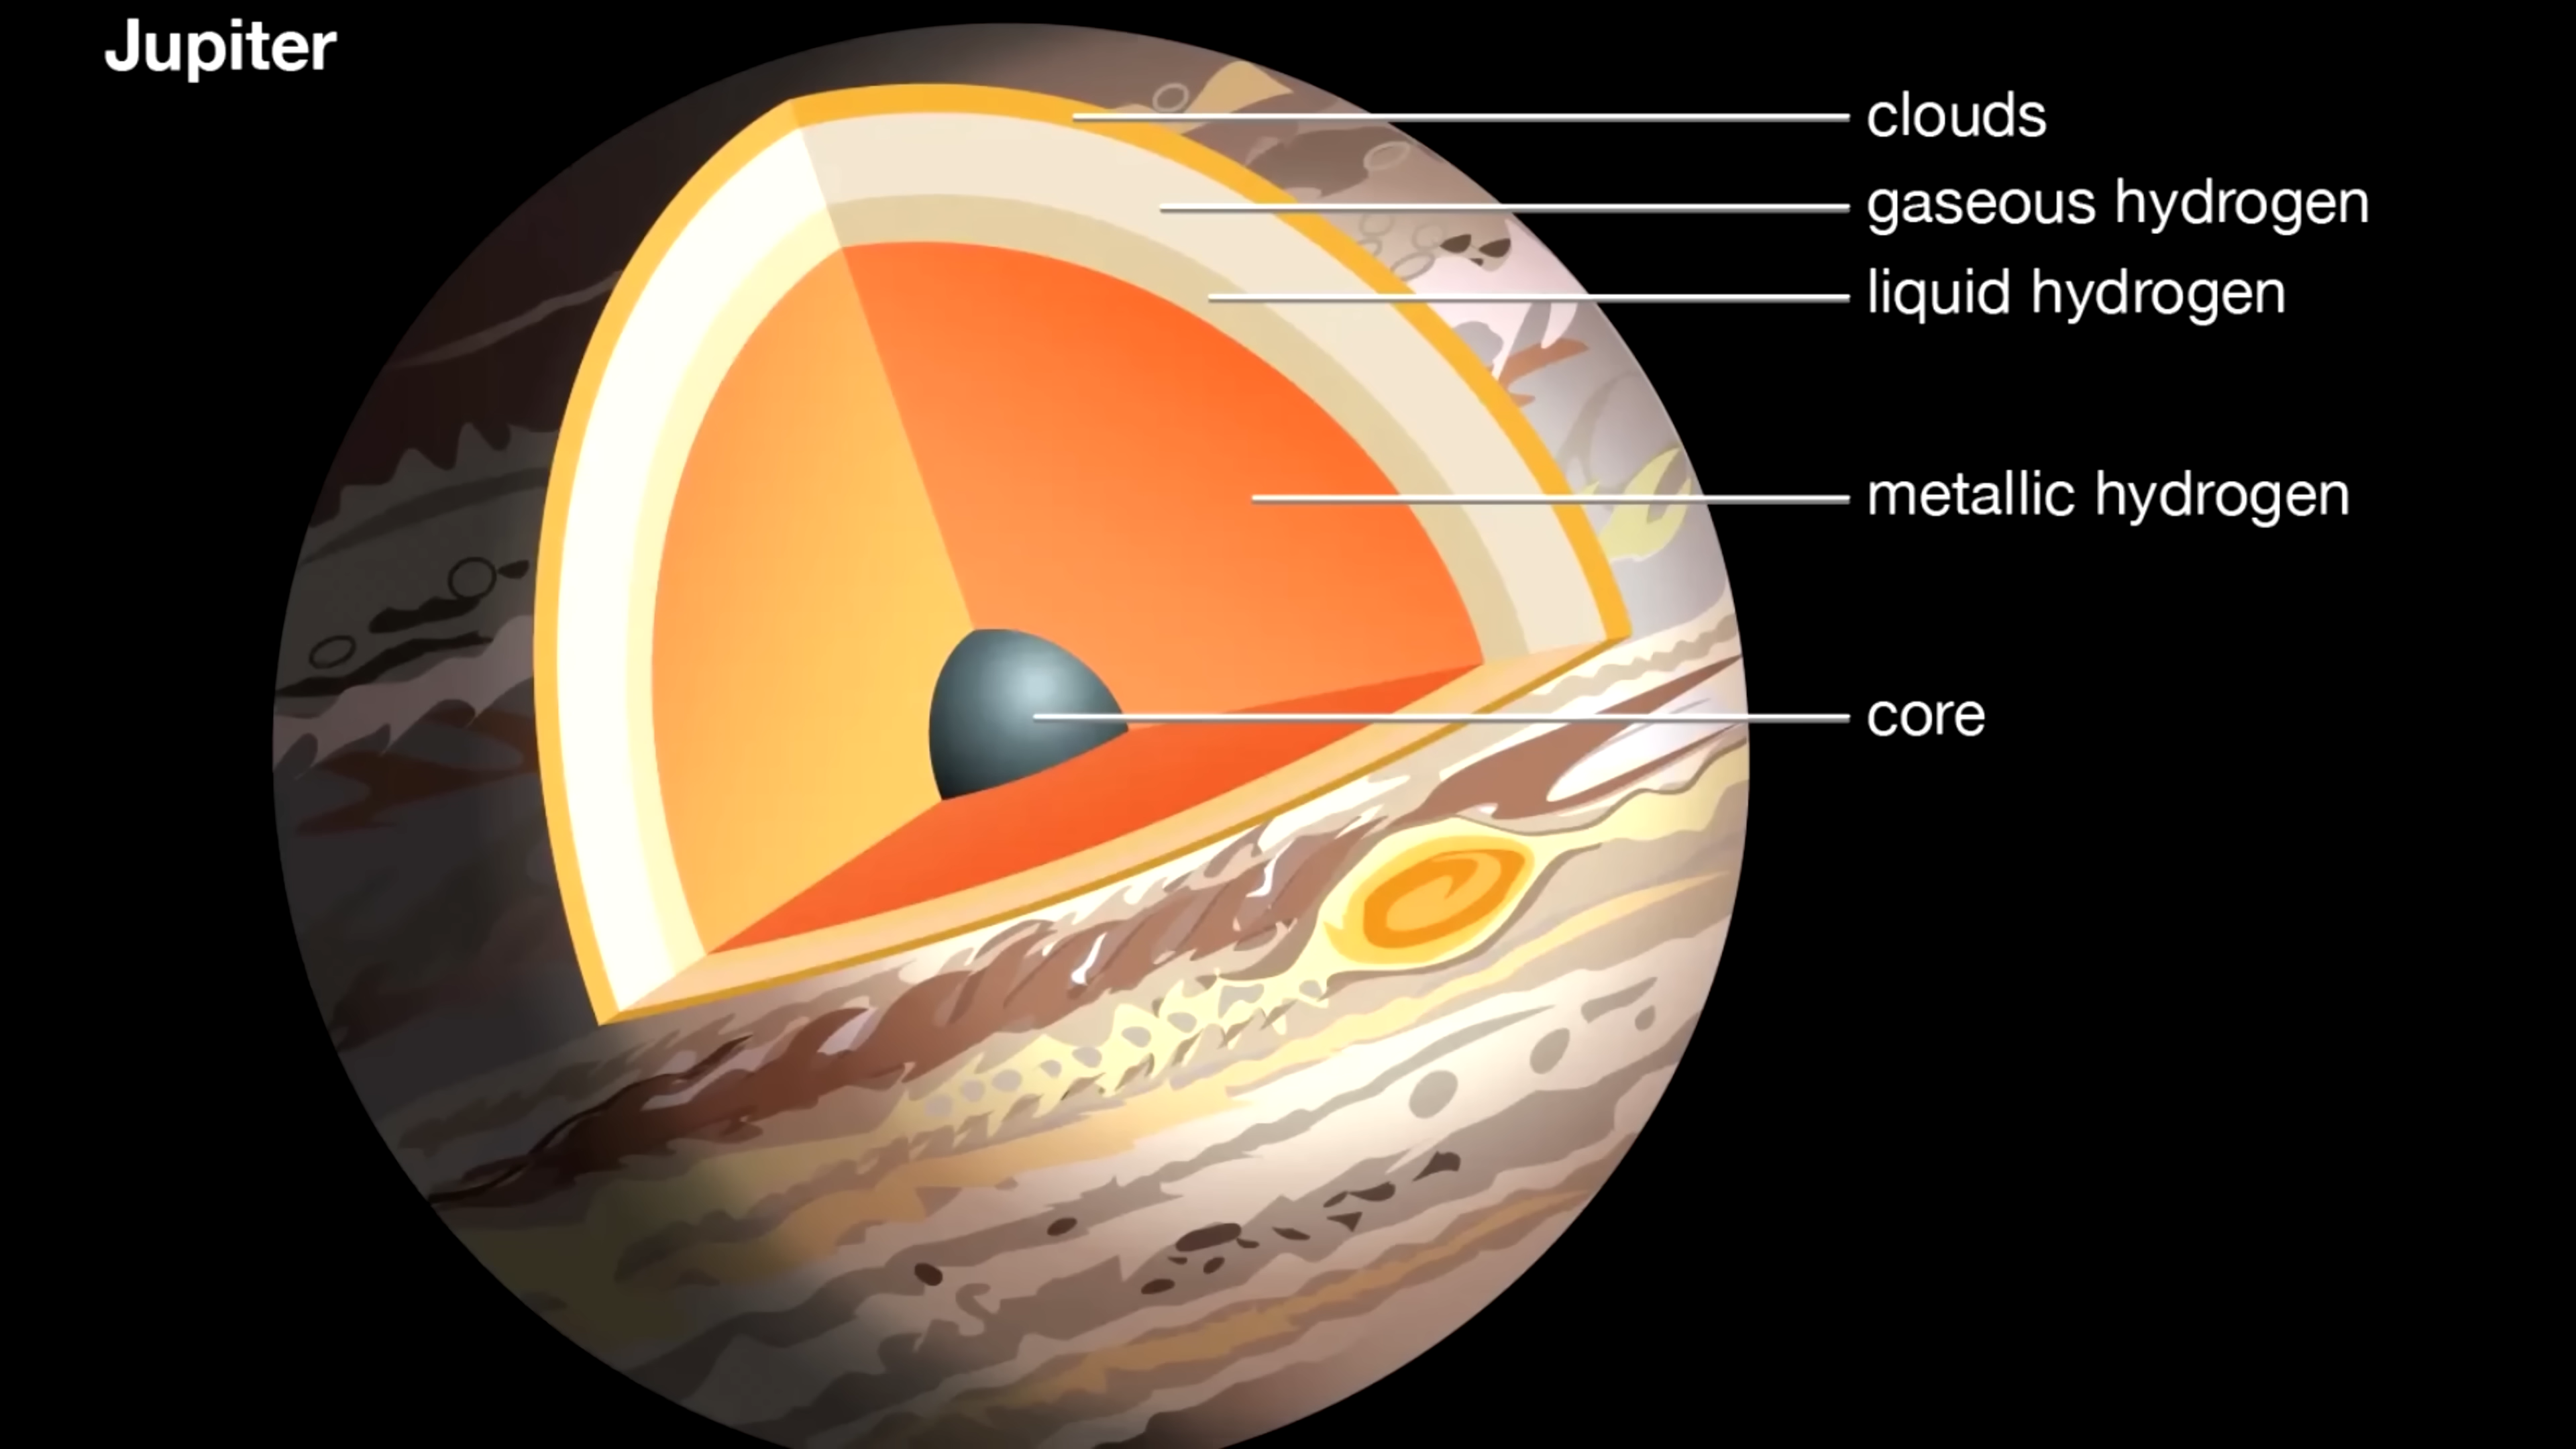 Jupiter
clouds
gaseous hydrogen
liquid hydrogen
metallic hydrogen
core